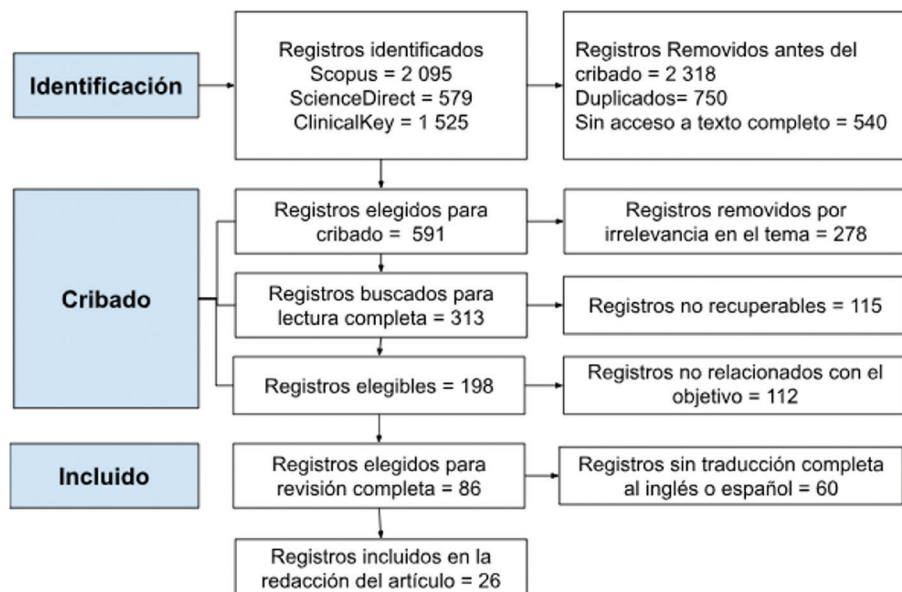 Identificación
Registros identificados
Scopus = 2 095
ScienceDirect = 579
ClinicalKey = 1 525
Registros Removidos antes del
cribado = 2 318
Duplicados= 750
Sin acceso a texto completo = 540
Cribado
Registros elegidos para
cribado = 591
Registros removidos por
irrelevancia en el tema = 278
Registros buscados para
lectura completa = 313
Registros no recuperables = 115
Registros elegibles = 198
Registros no relacionados con el
objetivo = 112
Incluido
Registros elegidos para
revisión completa = 86
Registros sin traducción completa
al inglés o español = 60
Registros incluidos en la
redacción del artículo = 26